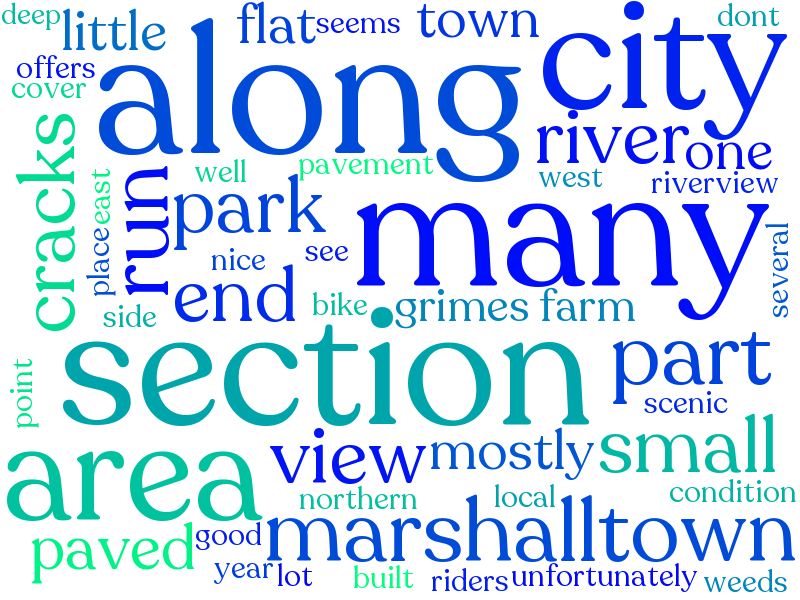 deep
little
flat
seems
town
dont
offers
cover
along
city
cracks
river
one
well
pavement
west
riverview
east
run
park
many
place
nice
see
several
side
end
bike
grimes farm
section
part
point
scenic
area
view
mostly
small
northern
local
condition
paved
good
marshalltown
year
lot
built
riders
unfortunately
weeds